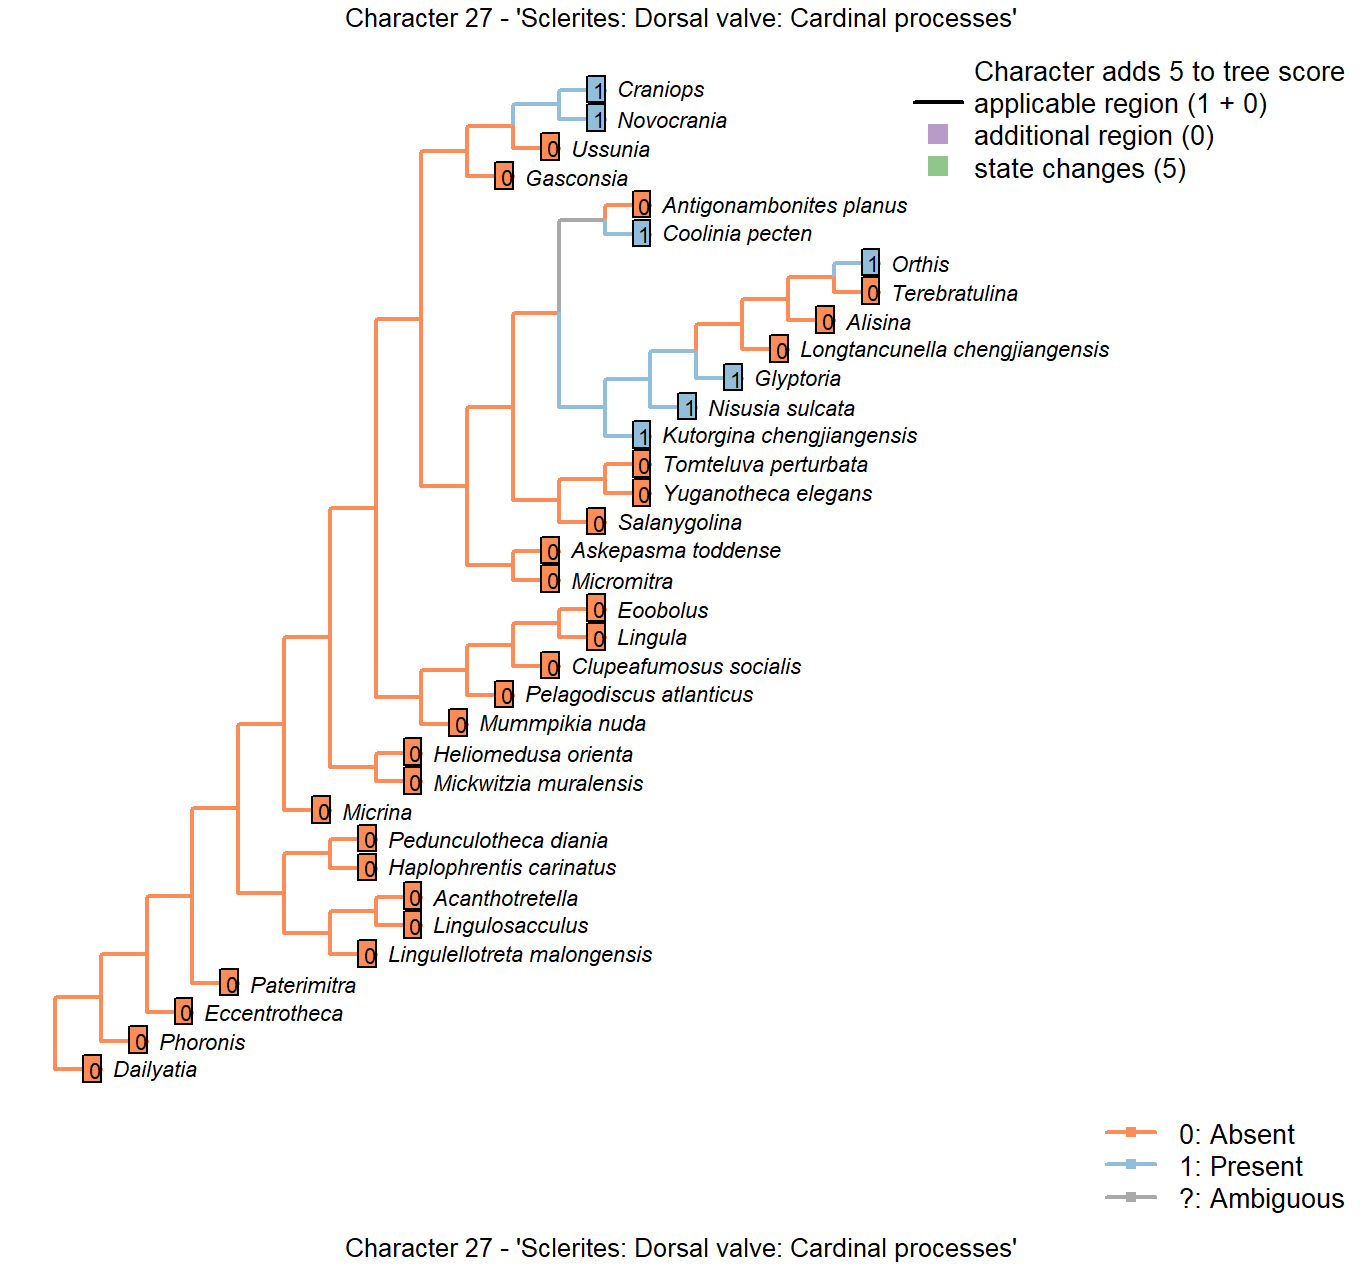 Character 27 - 'Sclerites: Dorsal valve: Cardinal processes'
Character adds 5 to tree score
applicable region (1 + 0)
additional region (0)
state changes (5)
1 Craniops
1 Novocrania
0 Ussunia
0 Gasconsia
0 Antigonambonites planus
1 Coolinia pecten
1 Orthis
0 Terebratulina
0 Alisina
0 Longtancunella chengjiangensis
1 Glyptoria
1 Nisusia sulcata
1 Kutorgina chengjiangensis
0 Tomteluva perturbata
0 Yuganotheca elegans
0 Salanygolina
0 Askepasma toddense
0 Micromitra
0 Eoobolus
0 Lingula
0 Clupeafumosus socialis
0 Pelagodiscus atlanticus
0 Mummpikia nuda
0 Heliomedusa orienta
0 Mickwitzia muralensis
0 Micrina
0 Pedunculotheca diania
0 Haplophrentis carinatus
0 Acanthotretella
0 Lingulosacculus
0 Lingulellotreta malongensis
0 Paterimitra
0 Eccentrotheca
0 Phoronis
0 Dailyatia
0: Absent
1: Present
?: Ambiguous
Character 27 - 'Sclerites: Dorsal valve: Cardinal processes'